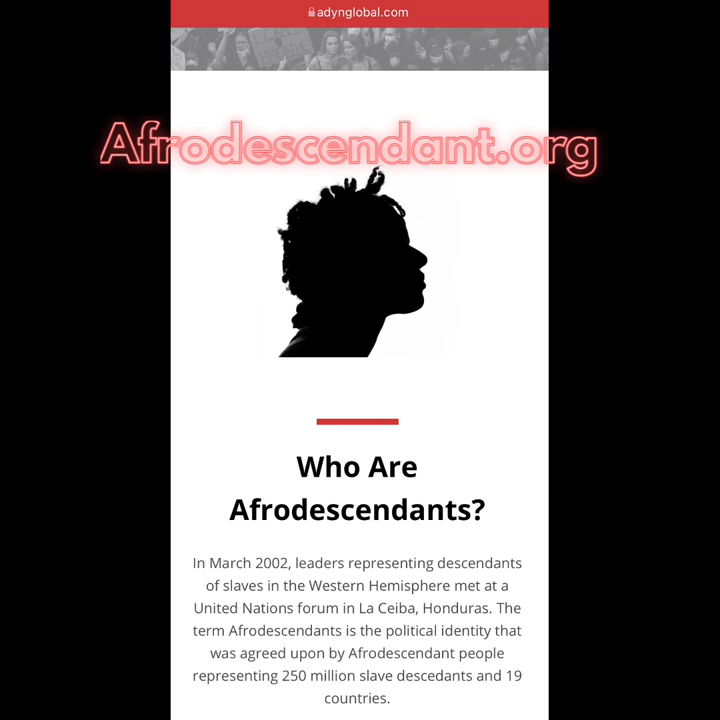 adynglobal.com
Afrodescendant.org
Who Are
Afrodescendants?
In March 2002, leaders representing descendants
of slaves in the Western Hemisphere met at a
United Nations forum in La Ceiba, Honduras. The
term Afrodescendants is the political identity that
was agreed upon by Afrodescendant people
representing 250 million slave descedants and 19
countries.